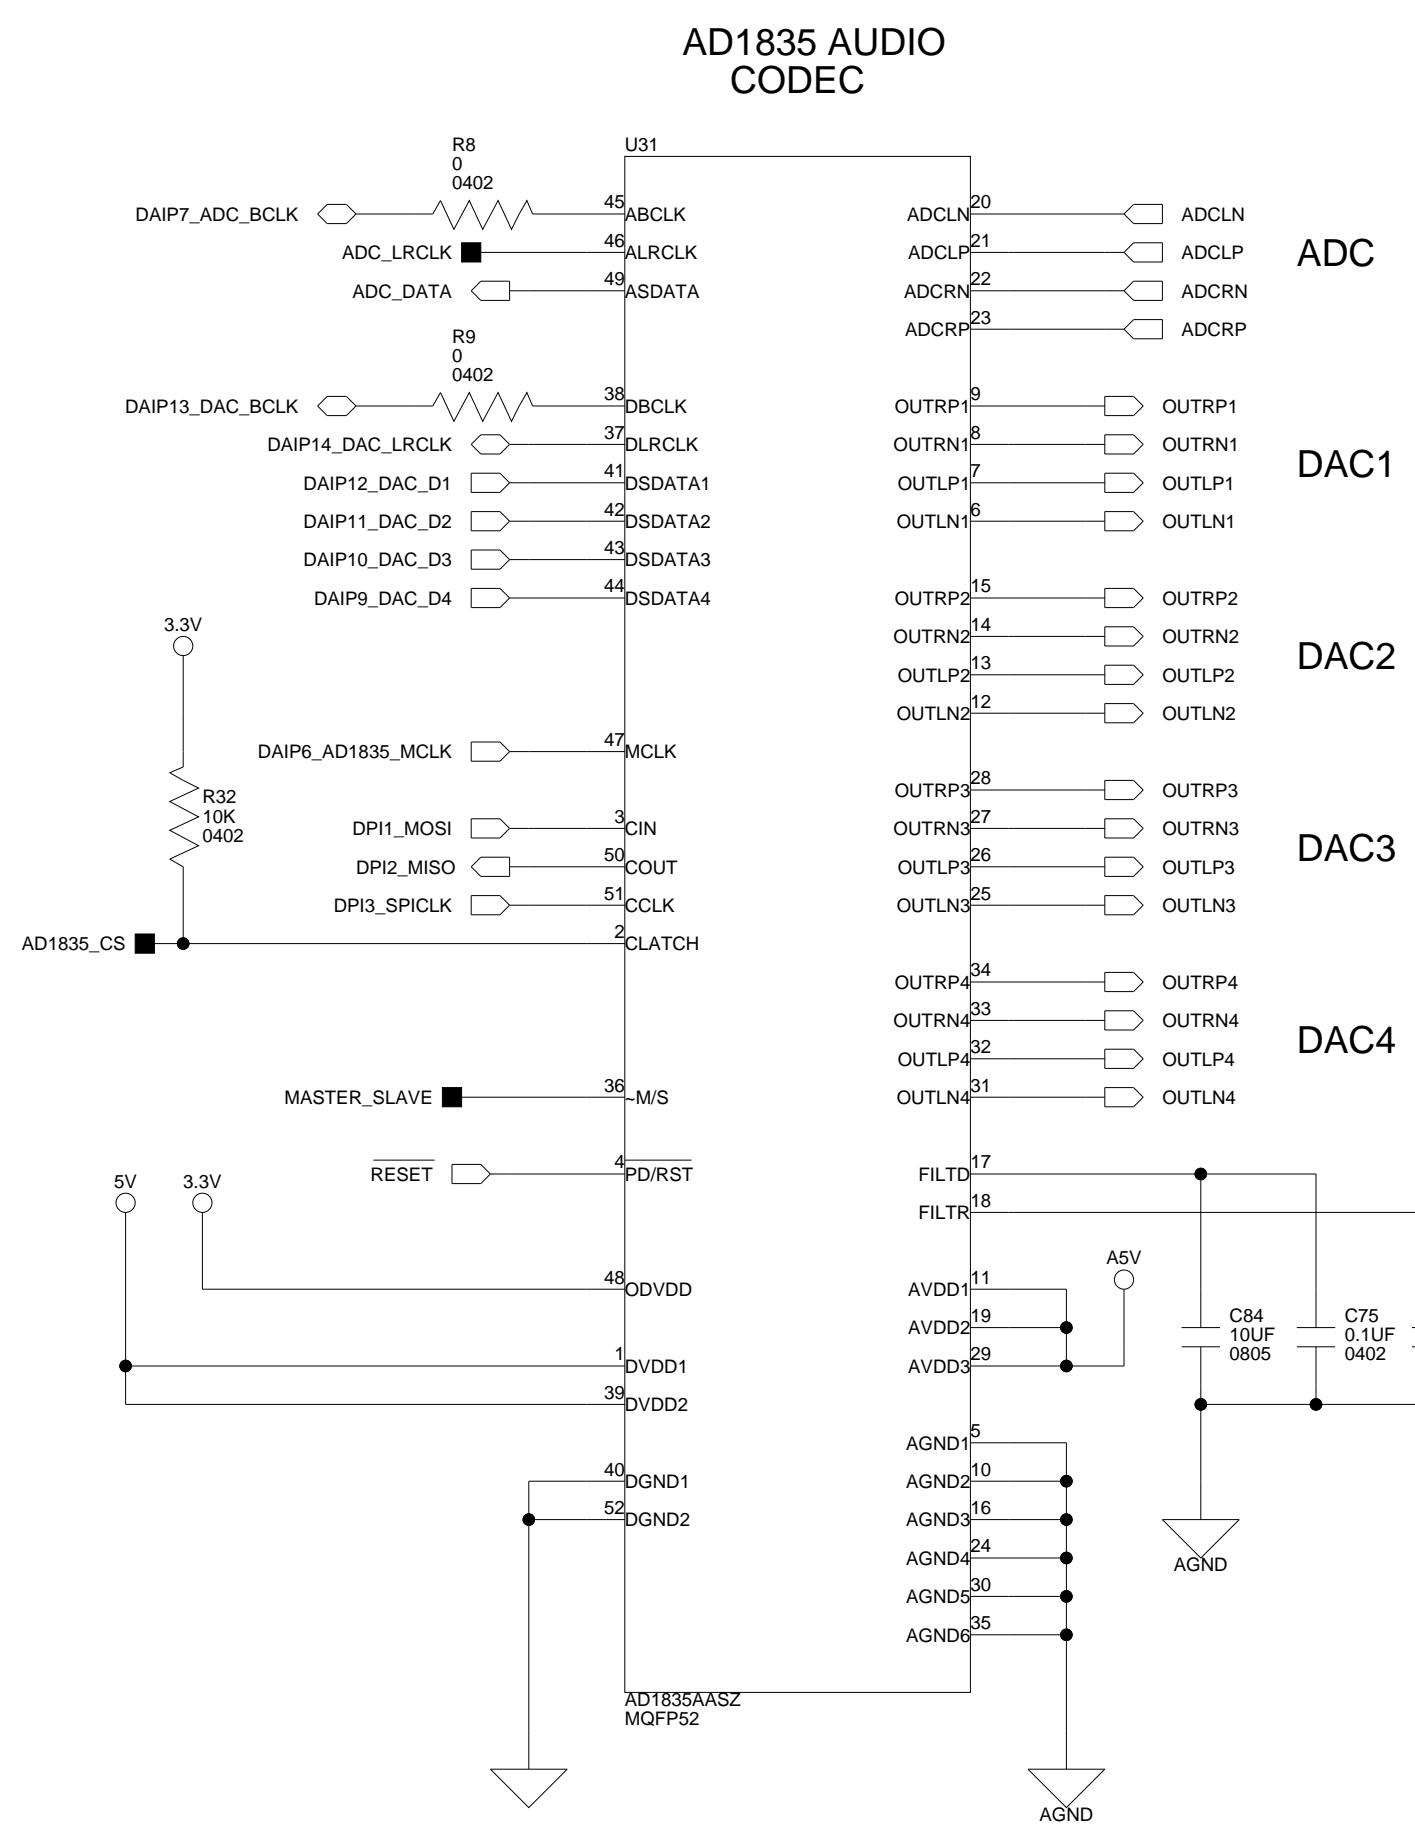 AD1835 AUDIO
CODEC
R8
0
0402
U31
DAIP7_ADC_BCLK
45
ABCLK
ADCLN
20
ADCLN
ADC_LRCLK
46
ALRCLK
ADCLP
21
ADCLP
ADC
ADC_DATA
49
ASDATA
ADCRN
22
ADCRN
ADCRP
23
ADCRP
R9
0
0402
DAIP13_DAC_BCLK
38
DBCLK
OUTRP1
9
OUTRP1
DAIP14_DAC_LRCLK
37
DLRCLK
OUTRN1
8
OUTRN1
DAC1
DAIP12_DAC_D1
41
DSDATA1
OUTLP1
7
OUTLP1
DAIP11_DAC_D2
42
DSDATA2
OUTLN1
6
OUTLN1
DAIP10_DAC_D3
43
DSDATA3
DAIP9_DAC_D4
44
DSDATA4
OUTRP2
15
OUTRP2
3.3V
OUTRN2
14
OUTRN2
DAC2
OUTLP2
13
OUTLP2
OUTLN2
12
OUTLN2
DAIP6_AD1835_MCLK
47
MCLK
R32
10K
0402
OUTRP3
28
OUTRP3
DPI1_MOSI
3
CIN
OUTRN3
27
OUTRN3
DAC3
DPI2_MISO
50
COUT
OUTLP3
26
OUTLP3
DPI3_SPICLK
51
CCLK
OUTLN3
25
OUTLN3
AD1835_CS
2
CLATCH
OUTRP4
34
OUTRP4
OUTRN4
33
OUTRN4
DAC4
OUTLP4
32
OUTLP4
MASTER_SLAVE
36
~M/S
OUTLN4
31
OUTLN4
RESET
4
PD/RST
FILTD
17
5V
3.3V
FILTR
18
A5V
48
ODVDD
AVDD1
11
AVDD2
19
C84
10UF
0805
C75
0.1UF
0402
1
DVDD1
AVDD3
29
39
DVDD2
AGND1
5
40
DGND1
AGND2
10
52
DGND2
AGND3
16
AGND4
24
AGND
AGND5
30
AGND6
35
AD1835AASZ
MQFP52
AGND